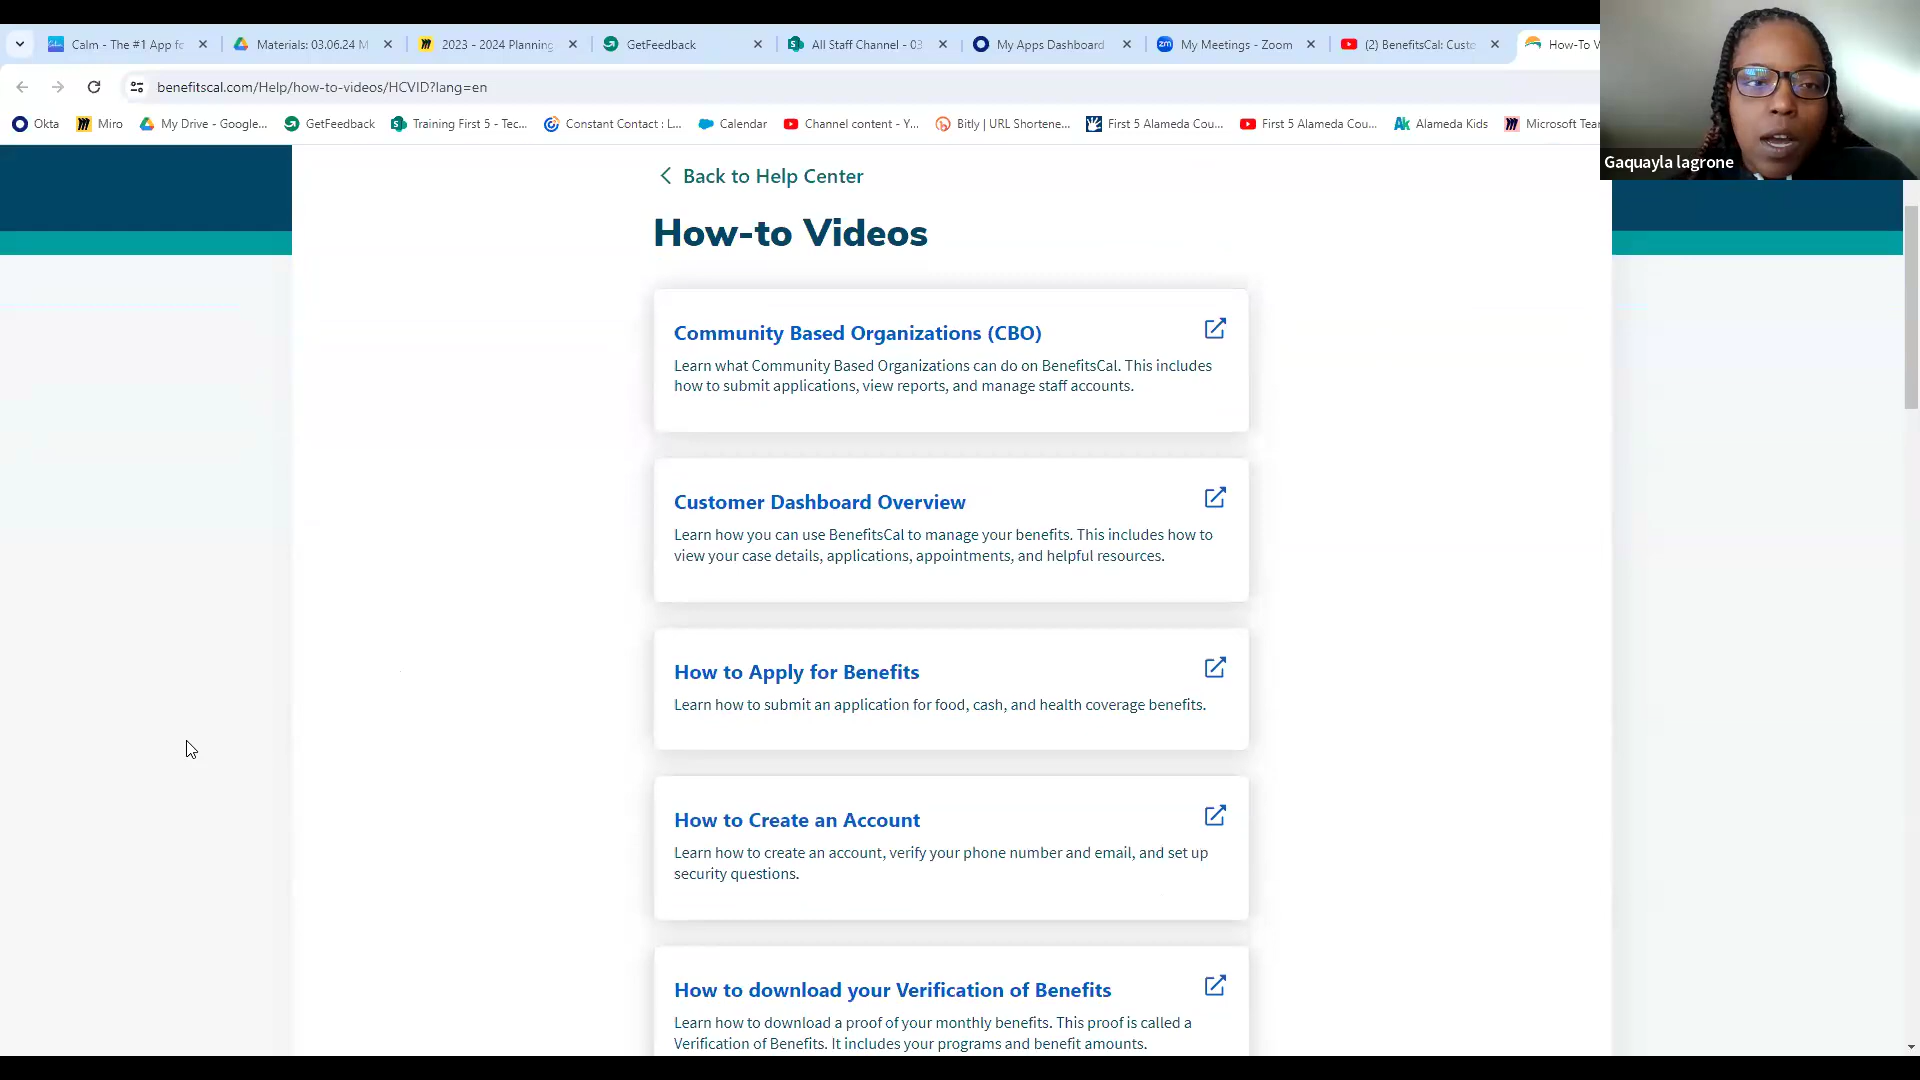 Calm - The #1 App fo
Materials: 03.06.24 M
2023 - 2024 Planning
GetFeedback
All Staff Channel - 03
My Apps Dashboard
My Meetings - Zoom
(2) BenefitsCal: Custo
How-To V
benefitscal.com/Help/how-to-videos/HCVID?lang=en
Okta
Miro
My Drive - Google...
GetFeedback
Training First 5 - Tec...
Constant Contact : L...
Calendar
Channel content - Y...
Bitly | URL Shortene...
First 5 Alameda Cou...
First 5 Alameda Cou...
Alameda Kids
Microsoft Tea
Gaquayla lagrone
Back to Help Center
How-to Videos
Community Based Organizations (CBO)
Learn what Community Based Organizations can do on BenefitsCal. This includes
how to submit applications, view reports, and manage staff accounts.
Customer Dashboard Overview
Learn how you can use BenefitsCal to manage your benefits. This includes how to
view your case details, applications, appointments, and helpful resources.
How to Apply for Benefits
Learn how to submit an application for food, cash, and health coverage benefits.
How to Create an Account
Learn how to create an account, verify your phone number and email, and set up
security questions.
How to download your Verification of Benefits
Learn how to download a proof of your monthly benefits. This proof is called a
Verification of Benefits. It includes your programs and benefit amounts.